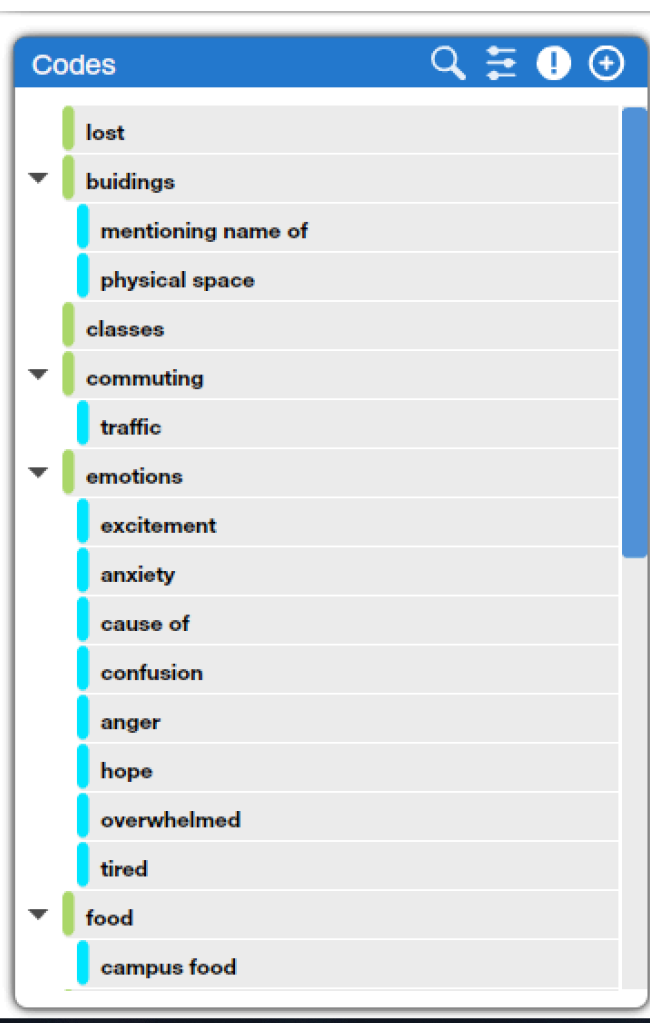 Codes
lost
buidings
mentioning name of
physical space
classes
commuting
traffic
emotions
excitement
anxiety
cause of
confusion
anger
hope
overwhelmed
tired
food
campus food